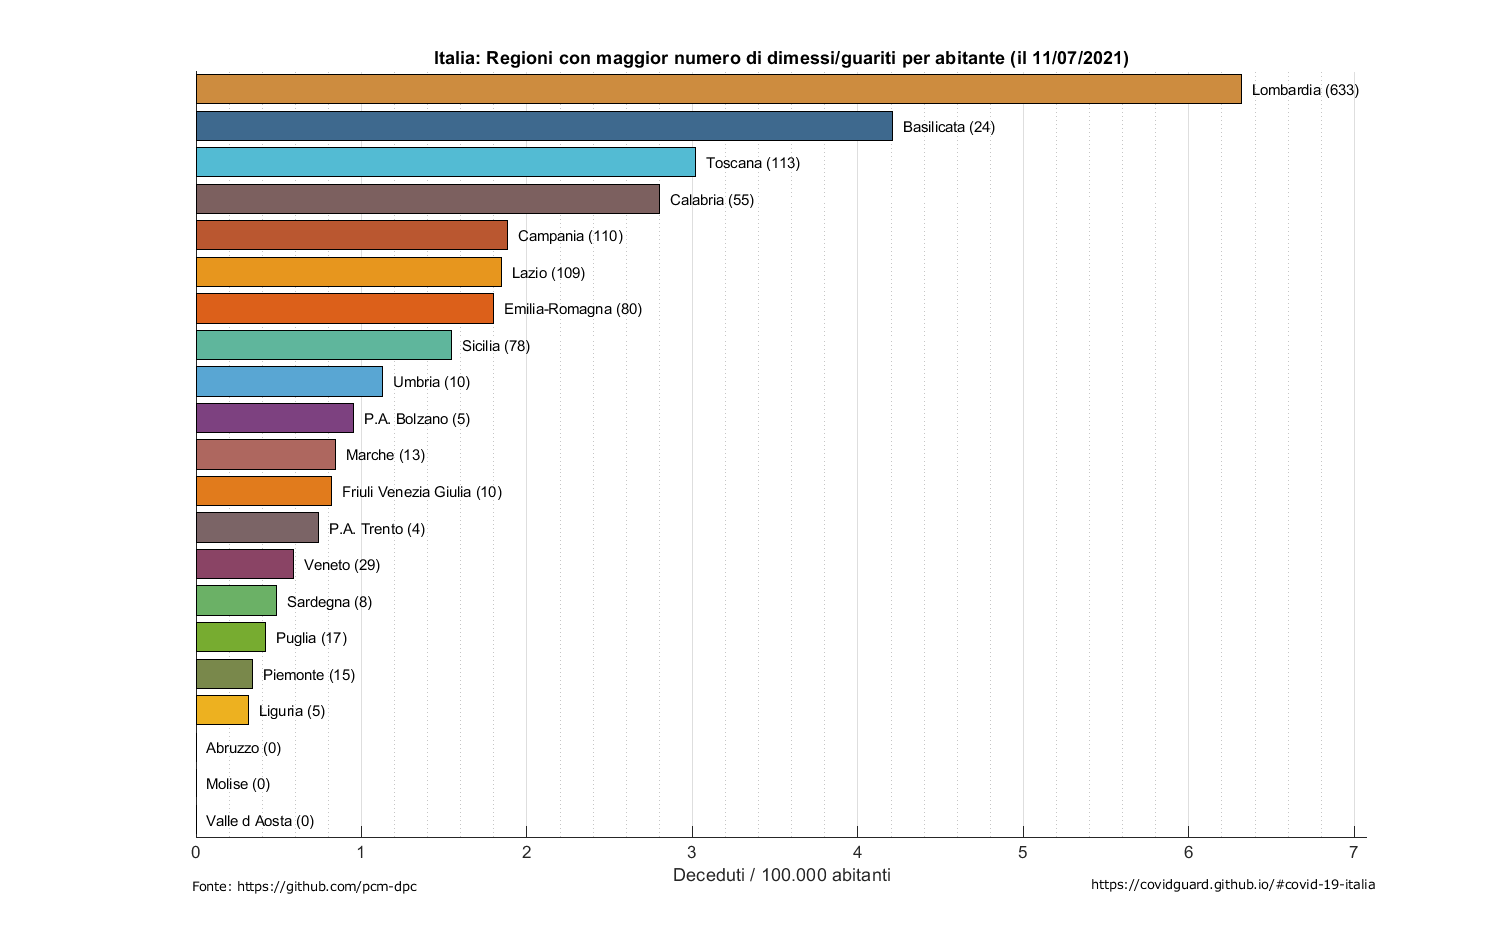 Italia: Regioni con maggior numero di dimessi/guariti per abitante (il 11/07/2021)
Lombardia (633)
Basilicata (24)
Toscana (113)
Calabria (55)
Campania (110)
Lazio (109)
Emilia-Romagna (80)
Sicilia (78)
Umbria (10)
P.A. Bolzano (5)
Marche (13)
Friuli Venezia Giulia (10)
P.A. Trento (4)
Veneto (29)
Sardegna (8)
Puglia (17)
Piemonte (15)
Liguria (5)
Abruzzo (0)
Molise (0)
Valle d Aosta (0)
0 1 2 3 4 5 6 7
Deceduti / 100.000 abitanti
Fonte: https://github.com/pcm-dpc
https://covidguard.github.io/#covid-19-italia